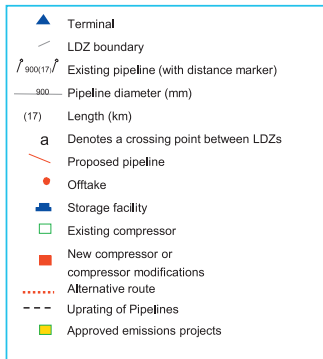 Terminal
LDZ boundary
900(17) Existing pipeline (with distance marker)
900 Pipeline diameter (mm)
(17) Length (km)
a Denotes a crossing point between LDZs
Proposed pipeline
Offtake
Storage facility
Existing compressor
New compressor or
compressor modifications
Alternative route
Uprating of Pipelines
Approved emissions projects